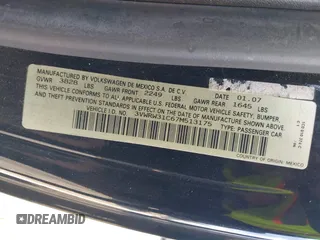 MANUFACTURED BY VOLKSWAGEN DE MEXICO S.A. DE C.V.
DATE 01.07
GVWR 3828 LBS GAWR FRONT 2249 LBS GAWR REAR 1645 LBS
THIS VEHICLE CONFORMS TO ALL APPLICABLE
U.S. FEDERAL MOTOR VEHICLE SAFETY, BUMPER,
AND THEFT PREVENTION STANDARDS IN EFFECT ON THE
DATE OF MANUFACTURE SHOWN ABOVE.
VEHICLE I.D. NO. 3VWRW31C67M513175 TYPE PASSENGER CAR
COUNTRY OF ORIGIN
DREAMBID